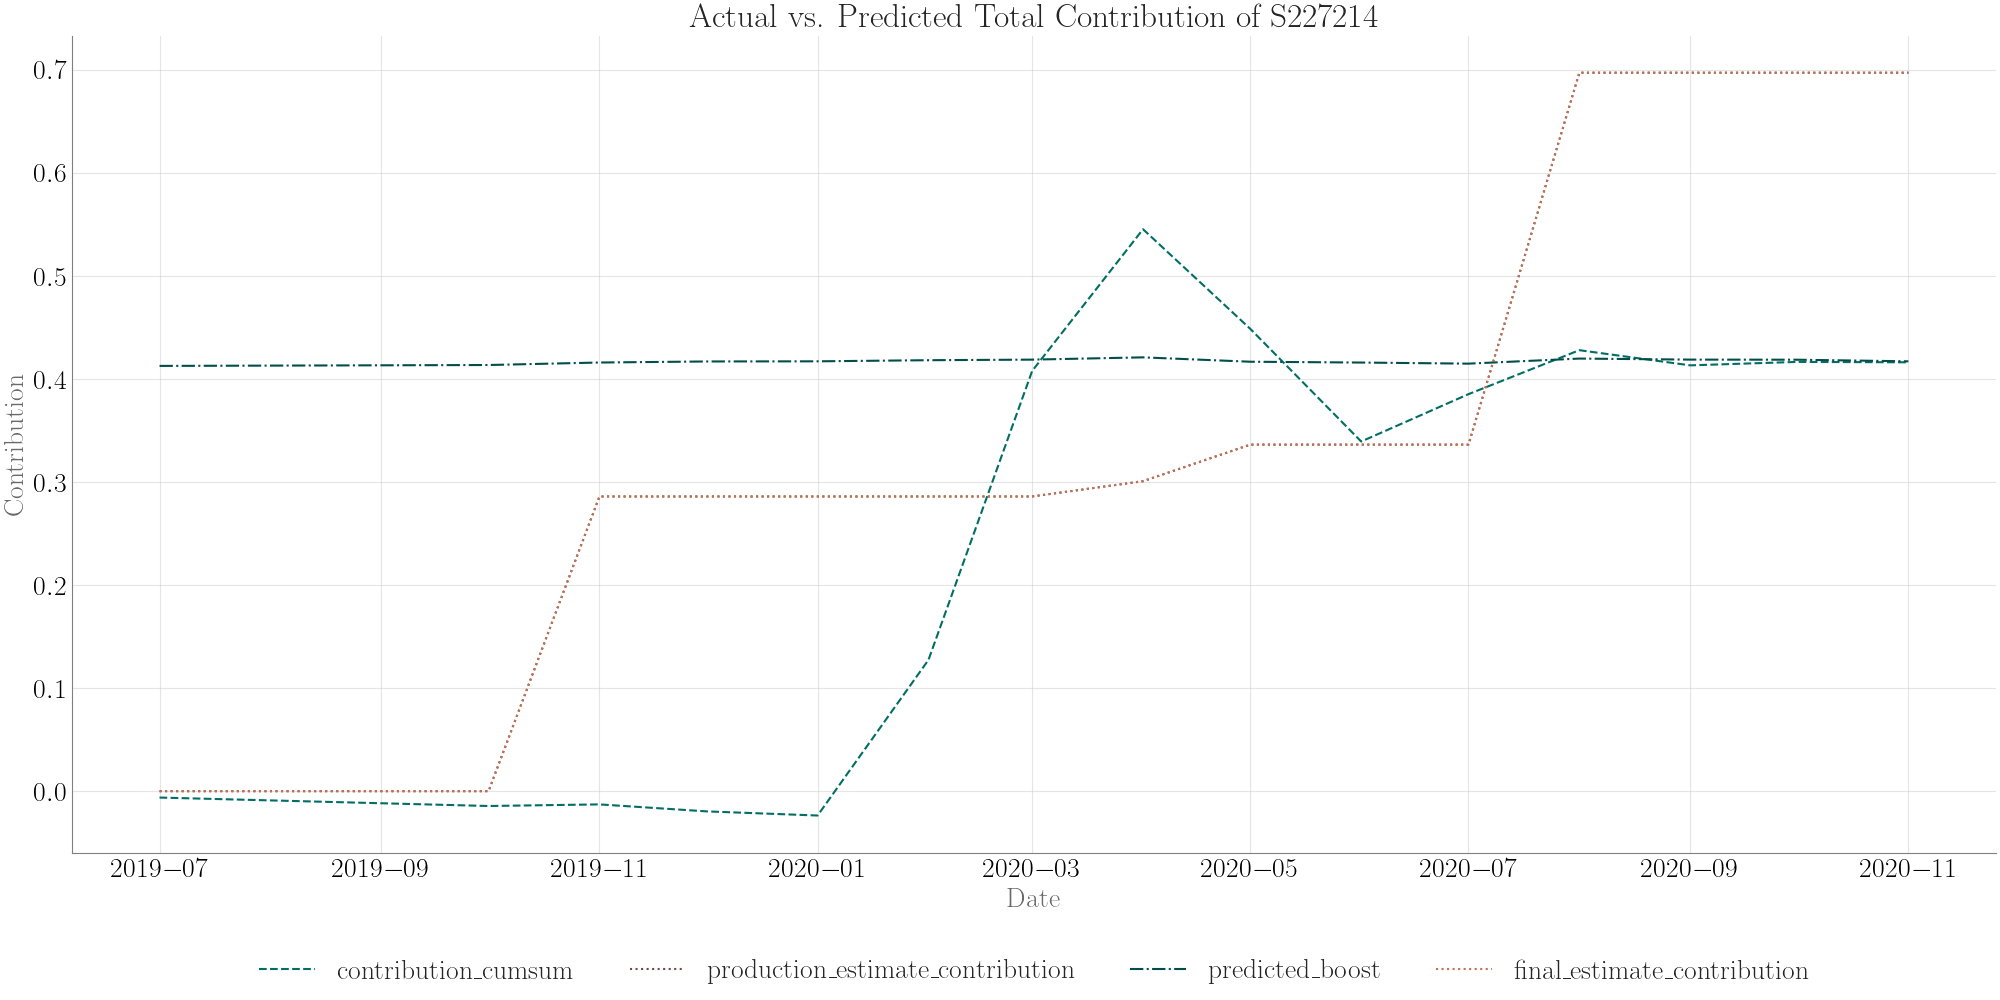 Actual vs. Predicted Total Contribution of S227214
0.7
0.6
0.5
0.4
0.3
0.2
0.1
0.0
Contribution
2019–07 2019–09 2019–11 2020–01 2020–03 2020–05 2020–07 2020–09 2020–11
Date
contribution_cumsum production_estimate_contribution predicted_boost final_estimate_contribution